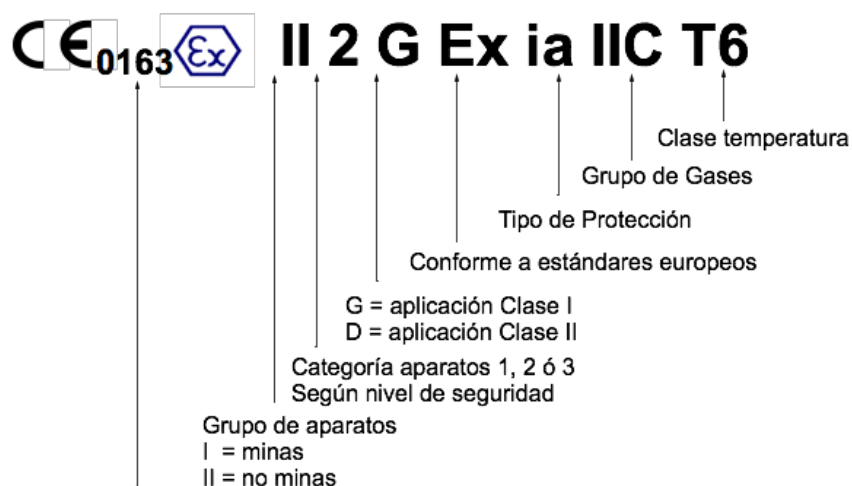 CE0163 Ex II 2 G Ex ia IIC T6
Clase temperatura
Grupo de Gases
Tipo de Protección
Conforme a estándares europeos
G = aplicación Clase I
D = aplicación Clase II
Categoría aparatos 1, 2 ó 3
Según nivel de seguridad
Grupo de aparatos
I = minas
II = no minas